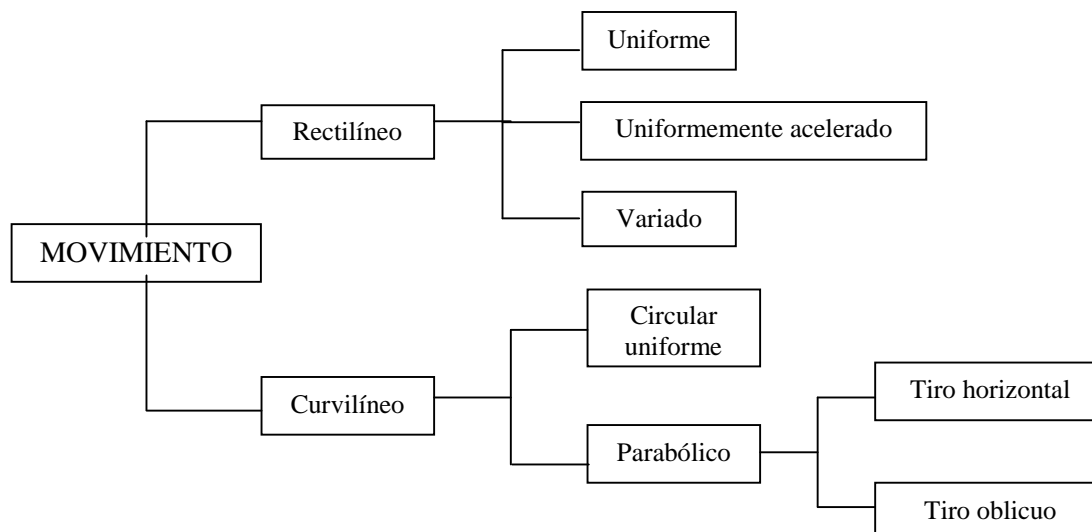 MOVIMIENTO
Rectilíneo
Uniforme
Uniformemente acelerado
Variado
Curvilíneo
Circular
uniforme
Parabólico
Tiro horizontal
Tiro oblicuo